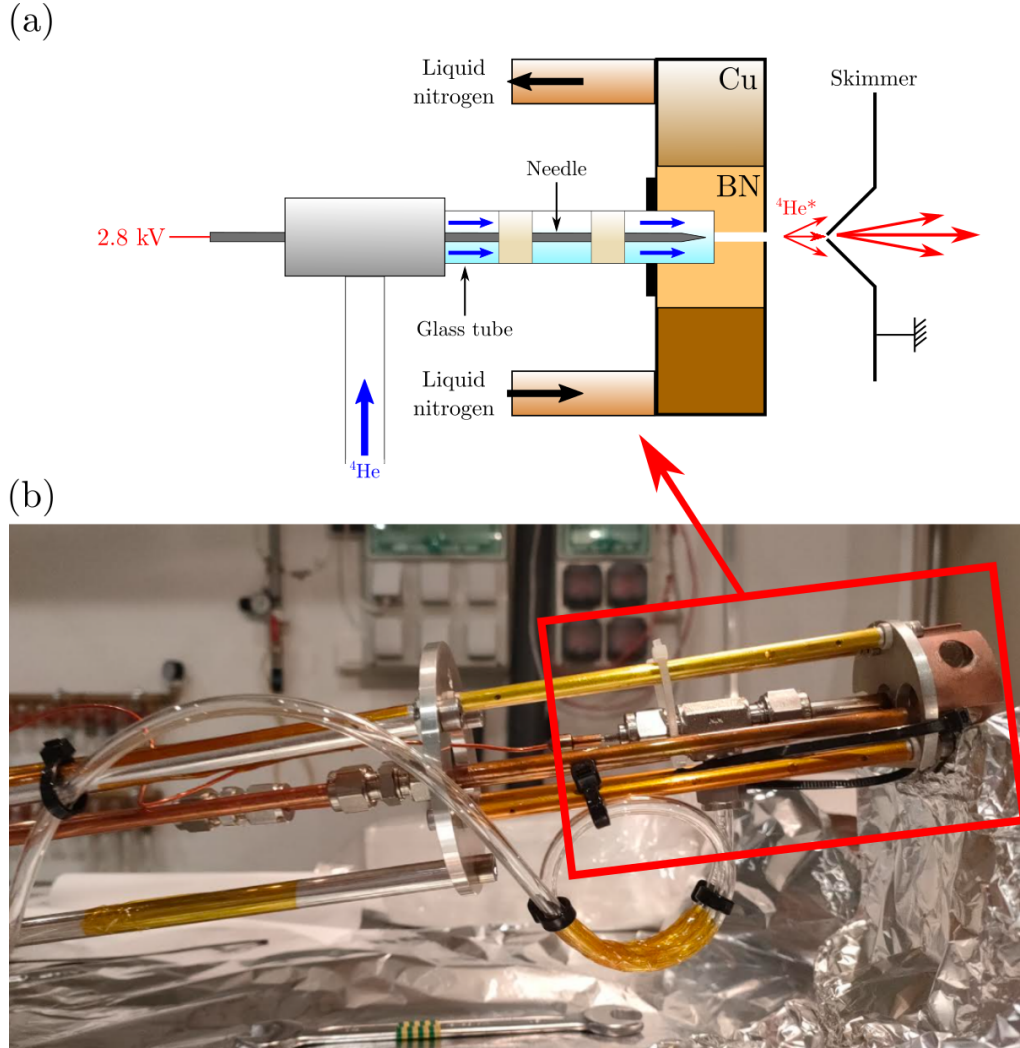 (a)
Liquid
nitrogen
Cu
Skimmer
Needle
BN
⁴He*
2.8 kV
Glass tube
Liquid
nitrogen
⁴He
(b)